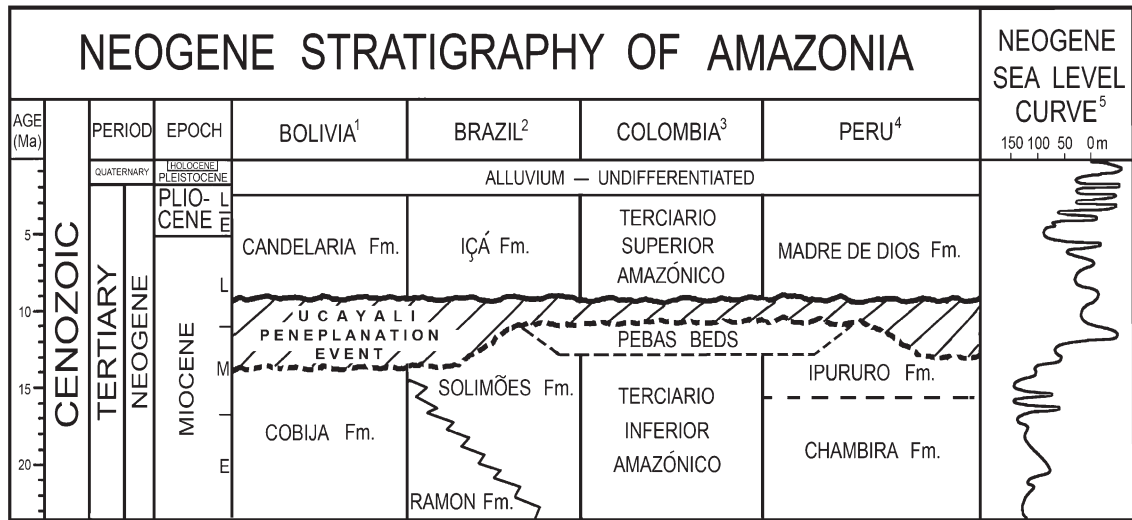 NEOGENE STRATIGRAPHY OF AMAZONIA
NEOGENE
SEA LEVEL
CURVE5
150 100 50 0 m
AGE
(Ma)
CENOZOIC
PERIOD
EPOCH
BOLIVIA1
BRAZIL2
COLOMBIA3
PERU4
QUATERNARY
HOLOCENE
PLEISTOCENE
ALLUVIUM — UNDIFFERENTIATED
TERTIARY
NEOGENE
PLIO-
CENE
L
E
MIOCENE
L
M
E
5
10
15
20
CANDELARIA Fm.
IÇÁ Fm.
TERCIARIO
SUPERIOR
AMAZÓNICO
MADRE DE DIOS Fm.
UCAYALI
PENEPLANATION
EVENT
PEBAS BEDS
COBIJA Fm.
SOLIMÕES Fm.
RAMON Fm.
TERCIARIO
INFERIOR
AMAZÓNICO
IPURURO Fm.
CHAMBIRA Fm.